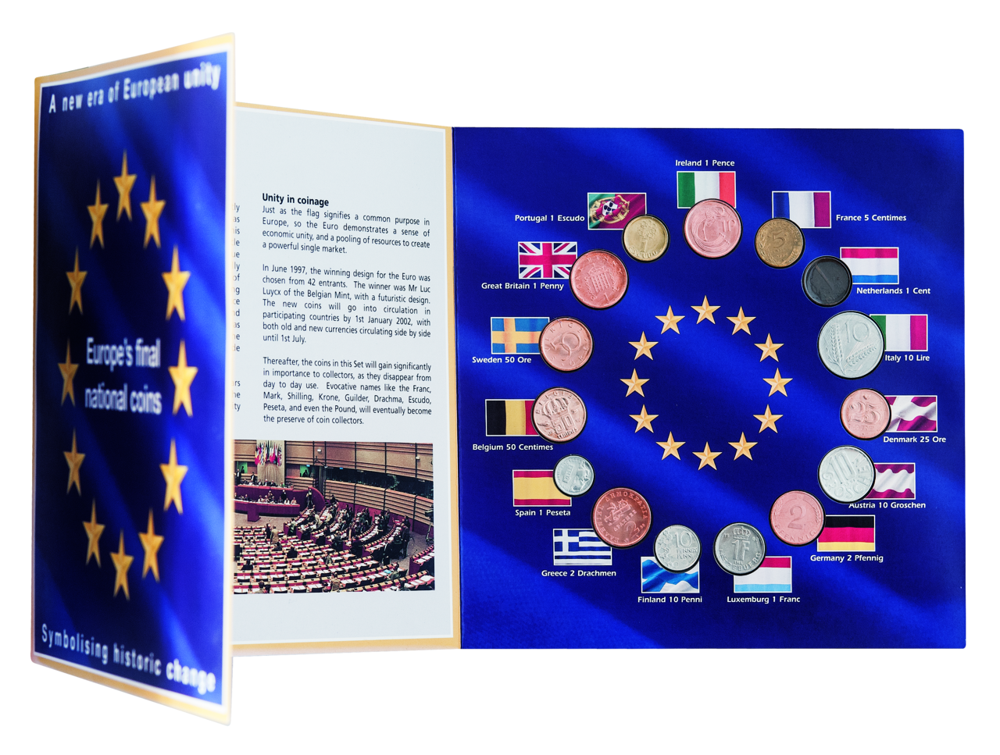 A new era of European unity
Europe's final
national coins
Symbolising historic change
Unity in coinage
Just as the flag signifies a common purpose in
Europe, so the Euro demonstrates a sense of
economic unity, and a pooling of resources to create
a powerful single market.
In June 1997, the winning design for the Euro was
chosen from 42 entrants. The winner was Mr Luc
Luycx of the Belgian Mint, with a futuristic design.
The new coins will go into circulation in
participating countries by 1st January 2002, with
both old and new currencies circulating side by side
until 1st July.
Thereafter, the coins in this Set will gain significantly
in importance to collectors, as they disappear from
day to day use. Evocative names like the Franc,
Mark, Shilling, Krone, Guilder, Drachma, Escudo,
Peseta, and even the Pound, will eventually become
the preserve of coin collectors.
Ireland 1 Pence
Portugal 1 Escudo
France 5 Centimes
Great Britain 1 Penny
Netherlands 1 Cent
Sweden 50 Ore
Italy 10 Lire
Belgium 50 Centimes
Denmark 25 Ore
Spain 1 Peseta
Austria 10 Groschen
Greece 2 Drachmen
Germany 2 Pfennig
Finland 10 Penni
Luxemburg 1 Franc